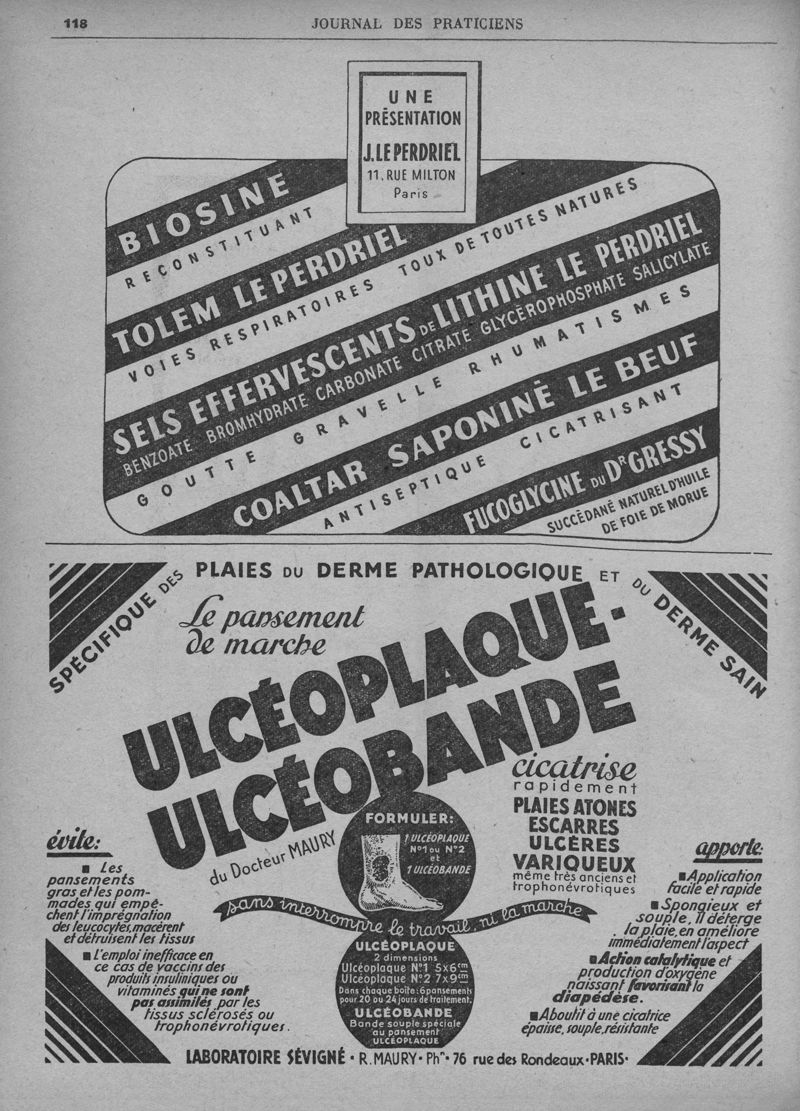 118
JOURNAL DES PRATICIENS
UNE
PRÉSENTATION
J. LE PERDRIEL
11, RUE MILTON
Paris
BIOSINE
RECONSTITUANT
TOLEM LE PERDRIEL
VOIES RESPIRATOIRES TOUX DE TOUTES NATURES
SELS EFFERVESCENTS DE LITHINE LE PERDRIEL
BENZOATE BROMHYDRATE CARBONATE CITRATE GLYCÉROPHOSPHATE SALICYLATE
GOUTTE GRAVELLE RHUMATISMES
COALTAR SAPONINÉ LE BEUF
ANTISEPTIQUE CICATRISANT
FUCOGLYCINE DU Dr GRESSY
SUCCÉDANÉ NATUREL D'HUILE
DE FOIE DE MORUE
SPÉCIFIQUE DES PLAIES DU DERME PATHOLOGIQUE ET DU DERME SAIN
Le pansement
de marche
ULCÉOPLAQUE-
ULCÉOBANDE
du Docteur MAURY
cicatrise
rapidement
PLAIES ATONES
ESCARRES
ULCÈRES
VARIQUEUX
même très anciens et
trophonévrotiques
FORMULER:
1 ULCÉOPLAQUE
N°1 ou N°2
et
1 ULCÉOBANDE
sans interrompre le travail, ni la marche
évite:
■ Les
pansements
gras et les pom-
mades qui empê-
chent l'imprégnation
des leucocytes, macèrent
et détruisent les tissus
■ L'emploi inefficace en
ce cas de vaccins des
produits insuliniques ou
vitaminés qui ne sont
pas assimilés par les
tissus sclérosés ou
trophonévrotiques.
ULCÉOPLAQUE
2 dimensions
Ulcéoplaque N°1 5x6cm
Ulcéoplaque N°2 7x9cm
Dans chaque boîte: 6 pansements
pour 20 ou 24 jours de traitement.
ULCÉOBANDE
Bande souple spéciale
au pansement
ULCÉOPLAQUE
apporte:
■ Application
facile et rapide
■ Spongieux et
souple, il déterge
la plaie, en améliore
immédiatement l'aspect
■ Action catalytique et
production d'oxygène
naissant favorisant la
diapédèse.
■ Aboutit à une cicatrice
épaisse, souple, résistante
LABORATOIRE SÉVIGNÉ · R. MAURY · Phen · 76 rue des Rondeaux · PARIS ·